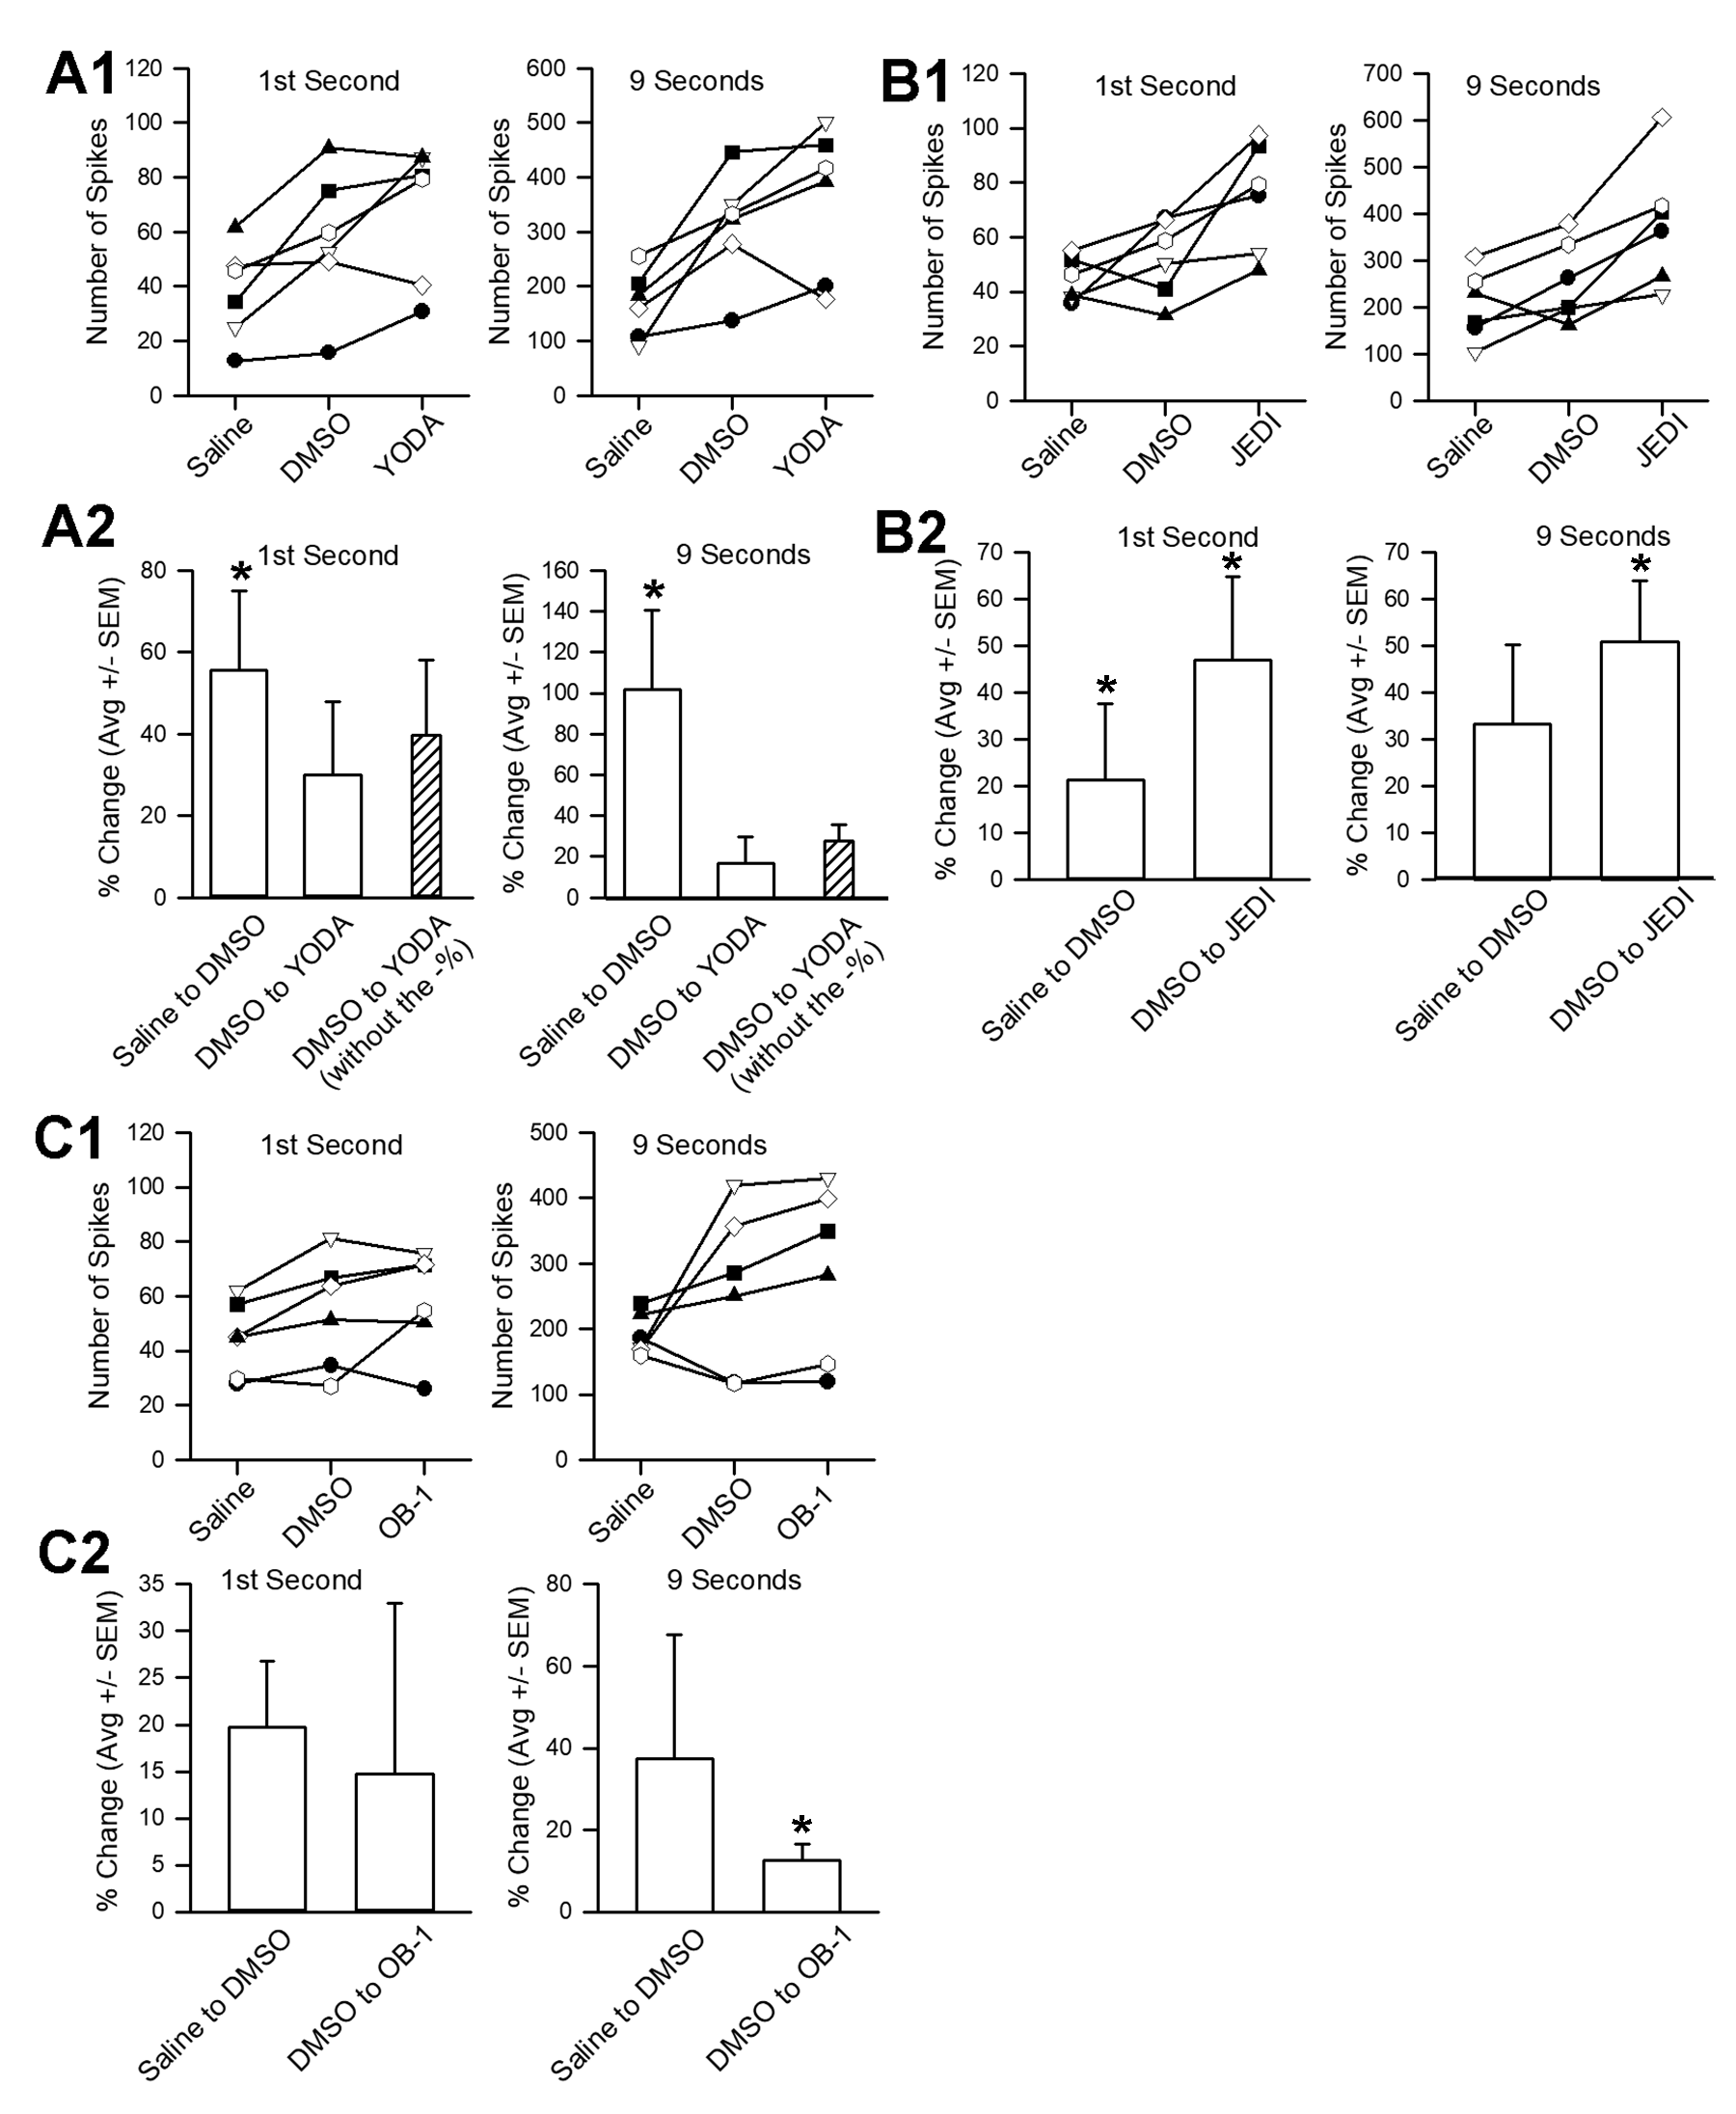 A1
1st Second
Number of Spikes
120
100
80
60
40
20
0
Saline
DMSO
YODA
9 Seconds
Number of Spikes
600
500
400
300
200
100
0
Saline
DMSO
YODA
B1
1st Second
Number of Spikes
120
100
80
60
40
20
0
Saline
DMSO
JEDI
9 Seconds
Number of Spikes
700
600
500
400
300
200
100
0
Saline
DMSO
JEDI
A2
1st Second
% Change (Avg +/- SEM)
80
60
40
20
0
*
Saline to DMSO
DMSO to YODA
DMSO to YODA
(without the -%)
9 Seconds
% Change (Avg +/- SEM)
160
140
120
100
80
60
40
20
0
*
Saline to DMSO
DMSO to YODA
DMSO to YODA
(without the -%)
B2
1st Second
% Change (Avg +/- SEM)
70
60
50
40
30
20
10
0
*
*
Saline to DMSO
DMSO to JEDI
9 Seconds
% Change (Avg +/- SEM)
70
60
50
40
30
20
10
0
*
Saline to DMSO
DMSO to JEDI
C1
1st Second
Number of Spikes
120
100
80
60
40
20
0
Saline
DMSO
OB-1
9 Seconds
Number of Spikes
500
400
300
200
100
0
Saline
DMSO
OB-1
C2
1st Second
% Change (Avg +/- SEM)
35
30
25
20
15
10
5
0
Saline to DMSO
DMSO to OB-1
9 Seconds
% Change (Avg +/- SEM)
80
60
40
20
0
*
Saline to DMSO
DMSO to OB-1